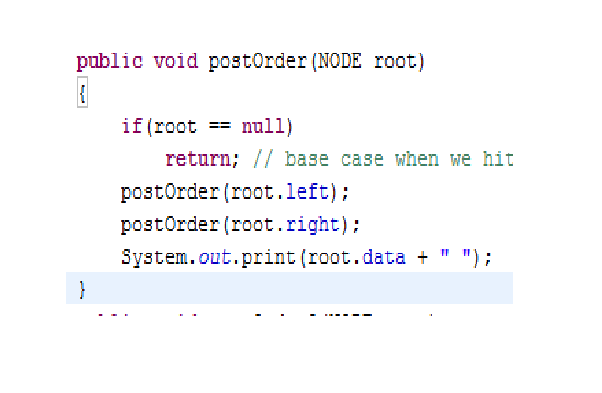 public void postOrder(NODE root)
{
if(root == null)
return; // base case when we hit
postOrder(root.left);
postOrder(root.right);
System.out.print(root.data + " ");
}